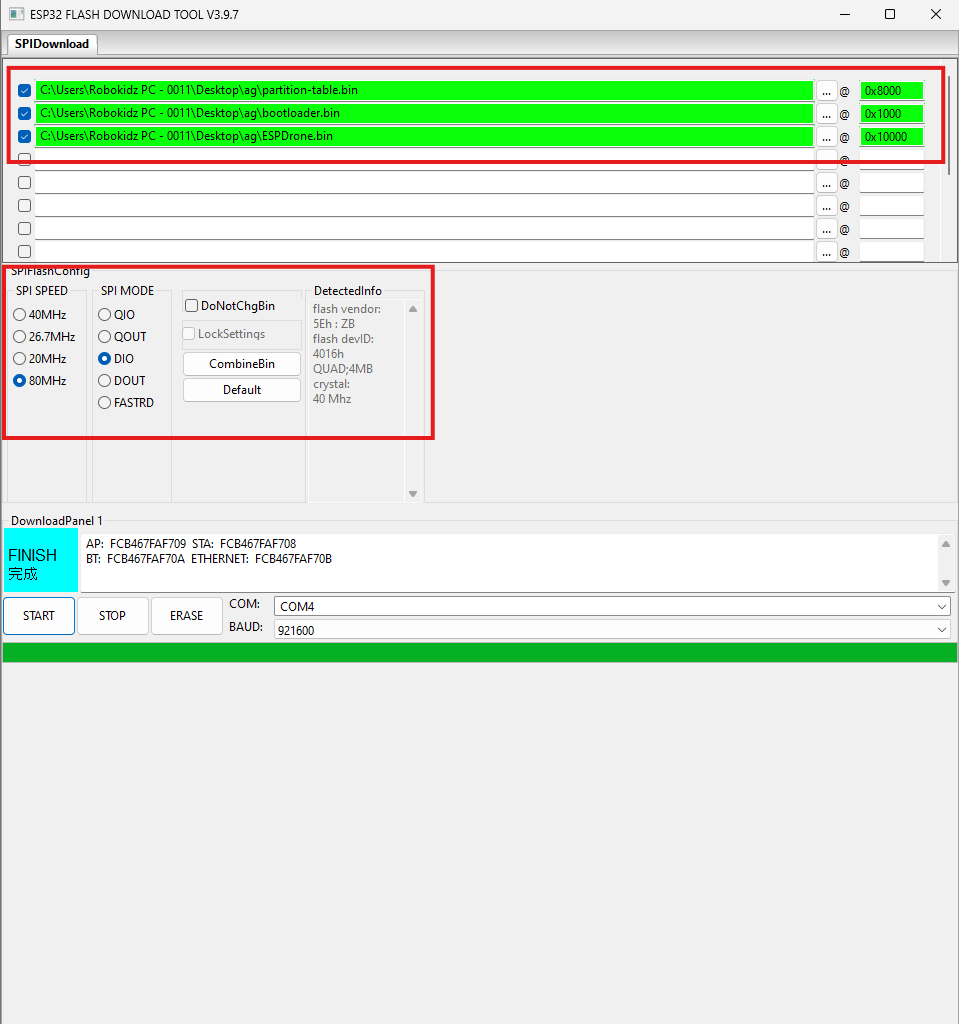 ESP32 FLASH DOWNLOAD TOOL V3.9.7
SPIDownload
C:\Users\Robokidz PC - 0011\Desktop\ag\partition-table.bin ... @ 0x8000
C:\Users\Robokidz PC - 0011\Desktop\ag\bootloader.bin ... @ 0x1000
C:\Users\Robokidz PC - 0011\Desktop\ag\ESPDrone.bin ... @ 0x10000
@
... @
... @
... @
... @
SPIFlashConfig
SPI SPEED
40MHz
26.7MHz
20MHz
80MHz
SPI MODE
QIO
QOUT
DIO
DOUT
FASTRD
DoNotChgBin
LockSettings
CombineBin
Default
DetectedInfo
flash vendor:
5Eh : ZB
flash devID:
4016h
QUAD;4MB
crystal:
40 Mhz
DownloadPanel 1
FINISH
完成
AP: FCB467FAF709 STA: FCB467FAF708
BT: FCB467FAF70A ETHERNET: FCB467FAF70B
START
STOP
ERASE
COM: COM4
BAUD: 921600